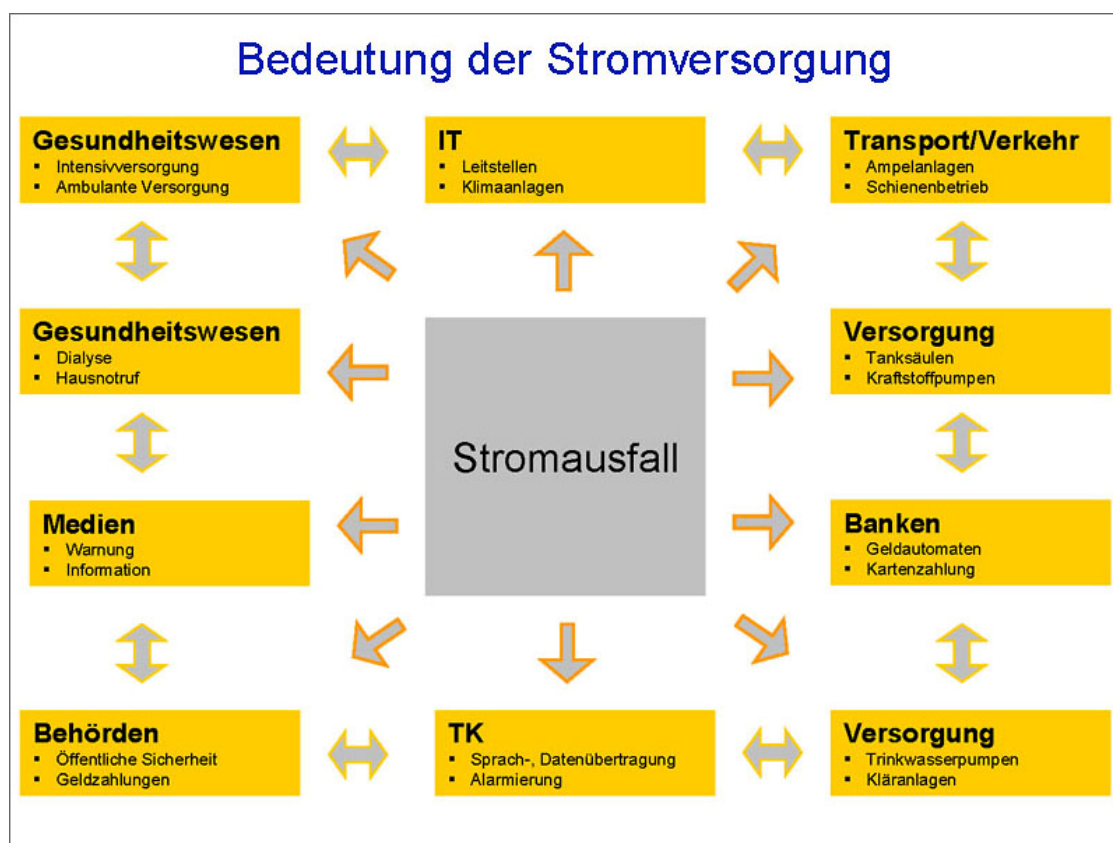 Bedeutung der Stromversorgung
Gesundheitswesen
▪ Intensivversorgung
▪ Ambulante Versorgung
IT
▪ Leitstellen
▪ Klimaanlagen
Transport/Verkehr
▪ Ampelanlagen
▪ Schienenbetrieb
Gesundheitswesen
▪ Dialyse
▪ Hausnotruf
Versorgung
▪ Tanksäulen
▪ Kraftstoffpumpen
Stromausfall
Medien
▪ Warnung
▪ Information
Banken
▪ Geldautomaten
▪ Kartenzahlung
Behörden
▪ Öffentliche Sicherheit
▪ Geldzahlungen
TK
▪ Sprach-, Datenübertragung
▪ Alarmierung
Versorgung
▪ Trinkwasserpumpen
▪ Kläranlagen